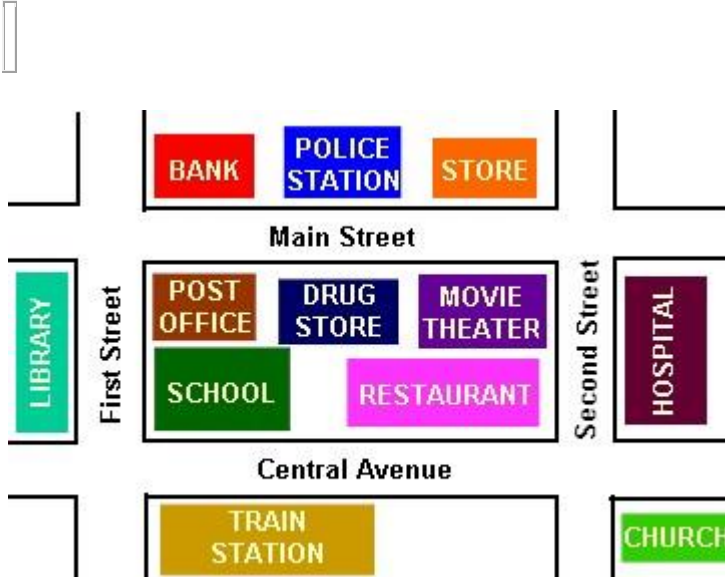 BANK
POLICE
STATION
STORE
Main Street
LIBRARY
First Street
POST
OFFICE
DRUG
STORE
MOVIE
THEATER
SCHOOL
RESTAURANT
Second Street
HOSPITAL
Central Avenue
TRAIN
STATION
CHURCH